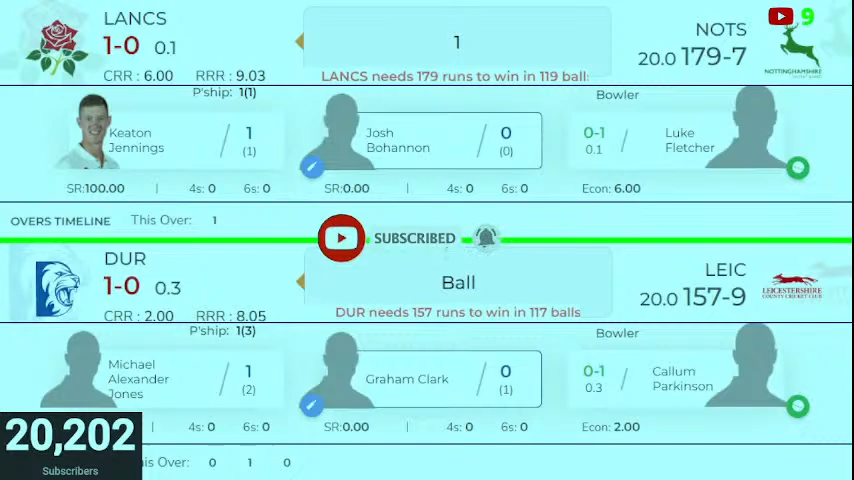 LANCS
1-0 0.1
CRR : 6.00 RRR : 9.03
1
LANCS needs 179 runs to win in 119 balls
9
NOTS
20.0 179-7
NOTTINGHAMSHIRE
P'ship: 1(1)
Bowler
Keaton Jennings
1
(1)
Josh Bohannon
0
(0)
0-1
0.1
Luke Fletcher
SR:100.00 | 4s: 0 6s: 0
SR:0.00 | 4s: 0 6s: 0
Econ: 6.00
OVERS TIMELINE This Over: 1
SUBSCRIBED
DUR
1-0 0.3
CRR : 2.00 RRR : 8.05
Ball
DUR needs 157 runs to win in 117 balls
LEIC
20.0 157-9
LEICESTERSHIRE
COUNTY CRICKET CLUB
P'ship: 1(3)
Bowler
Michael Alexander Jones
1
(2)
Graham Clark
0
(1)
0-1
0.3
Callum Parkinson
| 4s: 0 6s: 0
SR:0.00 | 4s: 0 6s: 0
Econ: 2.00
20,202
Subscribers
his Over: 0 1 0